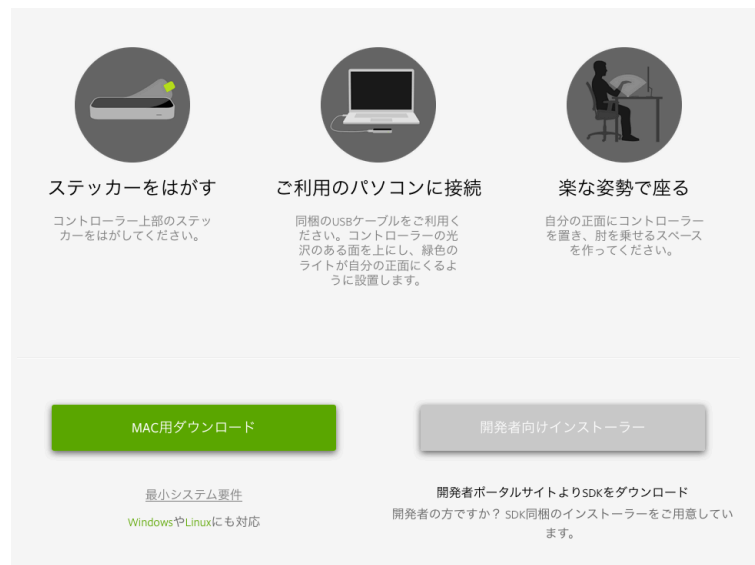 ステッカーをはがす
コントローラー上部のステッ
カーをはがしてください。
ご利用のパソコンに接続
同梱のUSBケーブルをご利用く
ださい。コントローラーの光
沢のある面を上にし、緑色の
ライトが自分の正面にくるよ
うに設置します。
楽な姿勢で座る
自分の正面にコントローラー
を置き、肘を乗せるスペース
を作ってください。
MAC用ダウンロード
最小システム要件
WindowsやLinuxにも対応
開発者向けインストーラー
開発者ポータルサイトよりSDKをダウンロード
開発者の方ですか？ SDK同梱のインストーラーをご用意してい
ます。